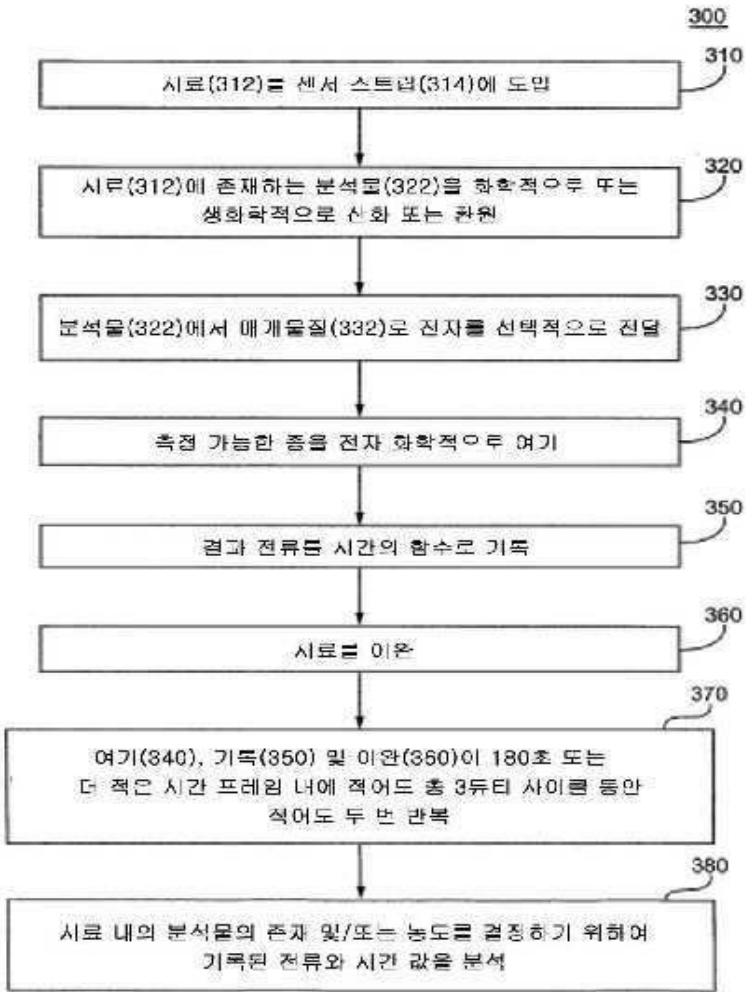 300
310
시료(312)를 센서 스트립(314)에 도입
320
시료(312)에 존재하는 분석물(322)을 화학적으로 또는
생화학적으로 산화 또는 환원
330
분석물(322)에서 매개물질(332)로 전자를 선택적으로 전달
340
측정 가능한 종을 전자 화학적으로 여기
350
결과 전류를 시간의 함수로 기록
360
시료를 이완
370
여기(340), 기록(350) 및 이완(360)이 180초 또는
더 적은 시간 프레임 내에 적어도 총 3듀티 사이클 동안
적어도 두 번 반복
380
시료 내의 분석물의 존재 및/또는 농도를 결정하기 위하여
기록된 전류와 시간 값을 분석